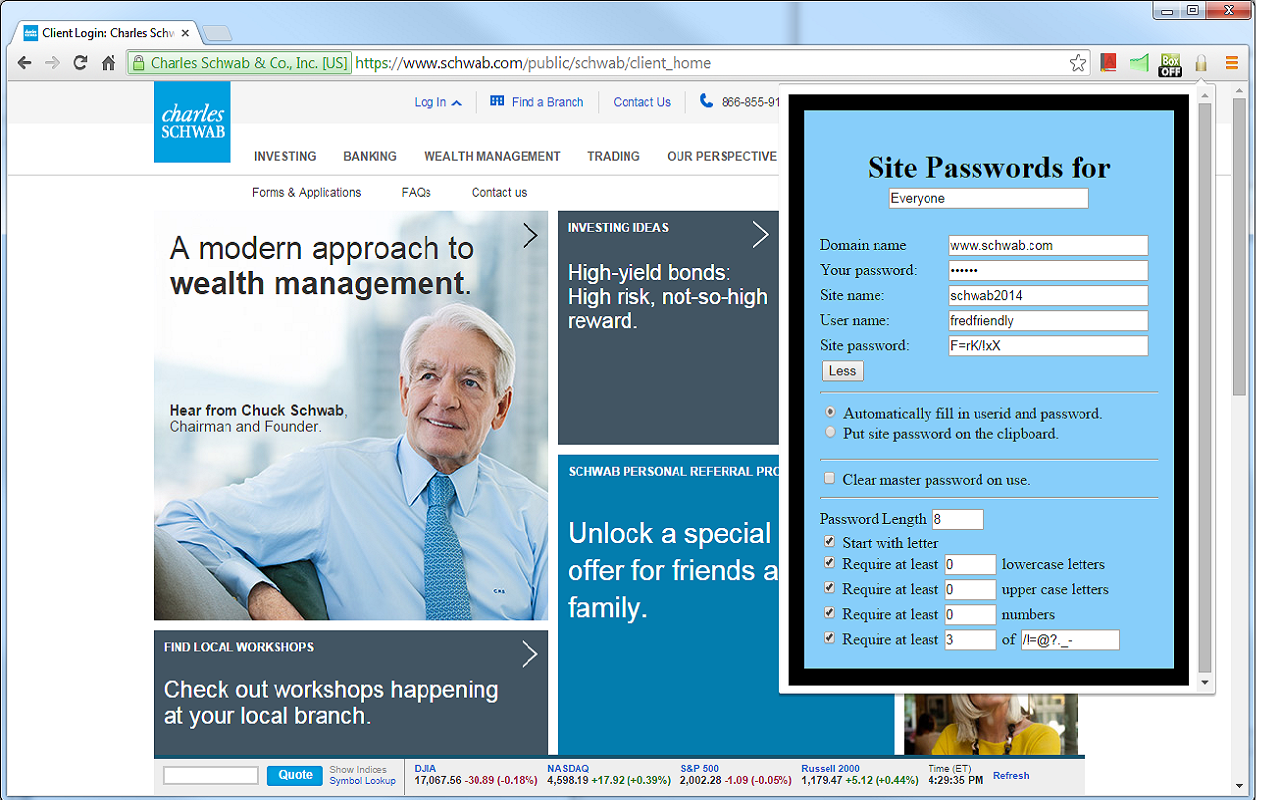 Client Login: Charles Schw
Charles Schwab & Co., Inc. [US] https://www.schwab.com/public/schwab/client_home
Box
OFF
charles
SCHWAB
Log In
Find a Branch
Contact Us
866-855-91
INVESTING
BANKING
WEALTH MANAGEMENT
TRADING
OUR PERSPECTIVE
Forms & Applications
FAQs
Contact us
A modern approach to
wealth management.
Hear from Chuck Schwab,
Chairman and Founder.
INVESTING IDEAS
High-yield bonds:
High risk, not-so-high
reward.
SCHWAB PERSONAL REFERRAL PRO
Unlock a special
offer for friends a
family.
FIND LOCAL WORKSHOPS
Check out workshops happening
at your local branch.
Site Passwords for
Everyone
Domain name www.schwab.com
Your password: ••••••
Site name: schwab2014
User name: fredfriendly
Site password: F=rK/!xX
Less
Automatically fill in userid and password.
Put site password on the clipboard.
Clear master password on use.
Password Length 8
Start with letter
Require at least 0 lowercase letters
Require at least 0 upper case letters
Require at least 0 numbers
Require at least 3 of /!=@?._-
Quote
Show Indices
Symbol Lookup
DJIA
17,067.56 -30.89 (-0.18%)
NASDAQ
4,598.19 +17.92 (+0.39%)
S&P 500
2,002.28 -1.09 (-0.05%)
Russell 2000
1,179.47 +5.12 (+0.44%)
Time (ET)
4:29:35 PM
Refresh